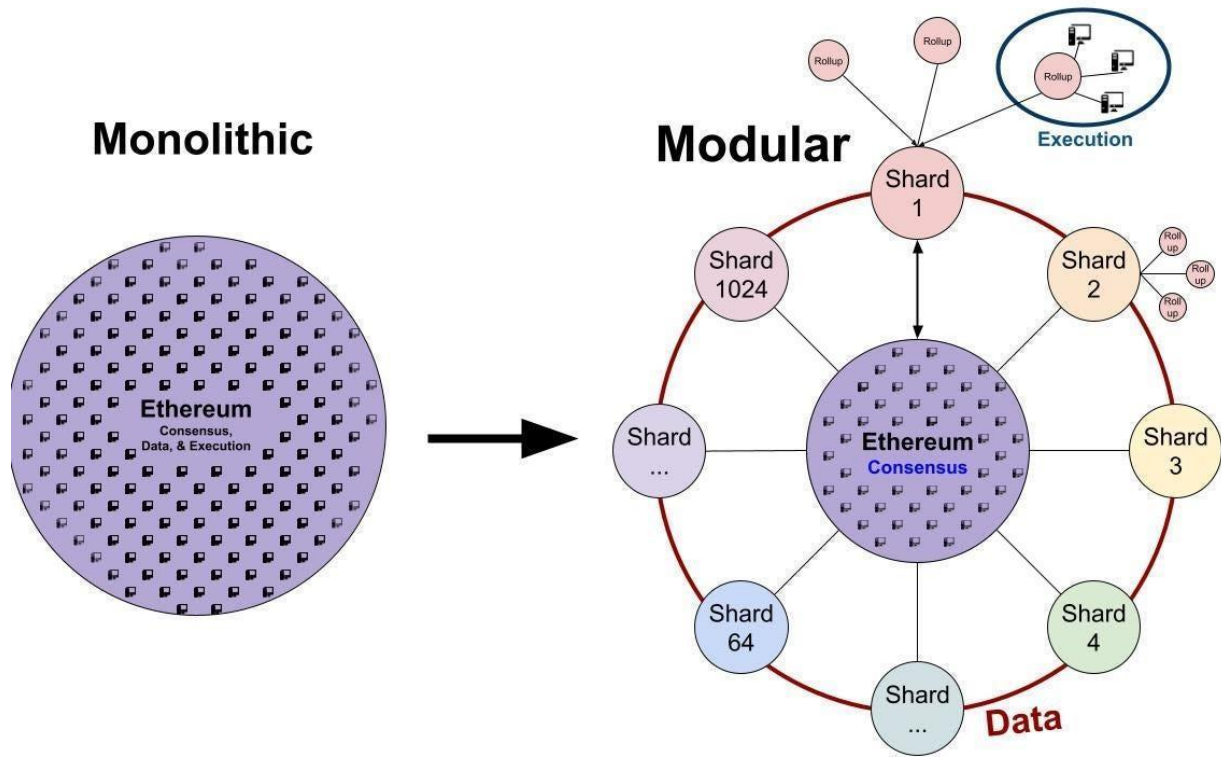 Monolithic
Ethereum
Consensus,
Data, & Execution
Modular
Rollup
Rollup
Rollup
Execution
Shard
1
Shard
2
Roll
up
Roll
up
Roll
up
Shard
3
Shard
4
Shard
...
Shard
64
Shard
...
Shard
1024
Ethereum
Consensus
Data